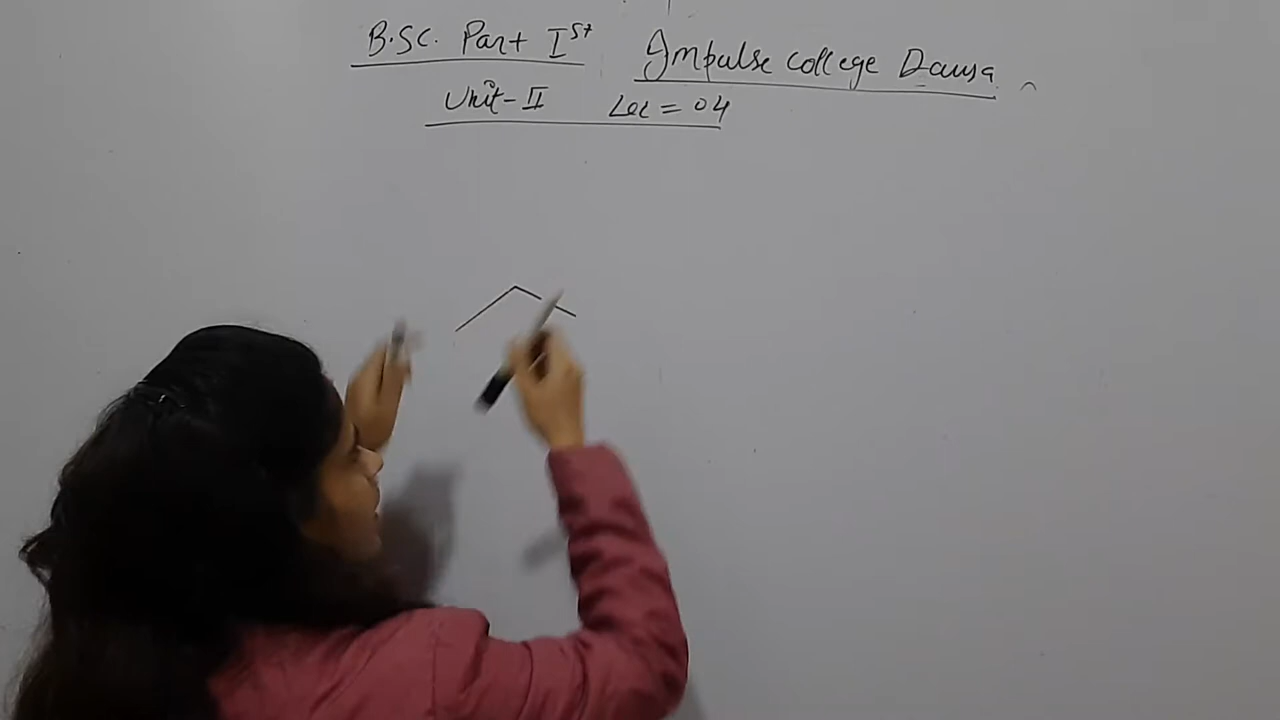 B.SC. Part Ist Impulse college Dausa
Unit-II Lec = 04